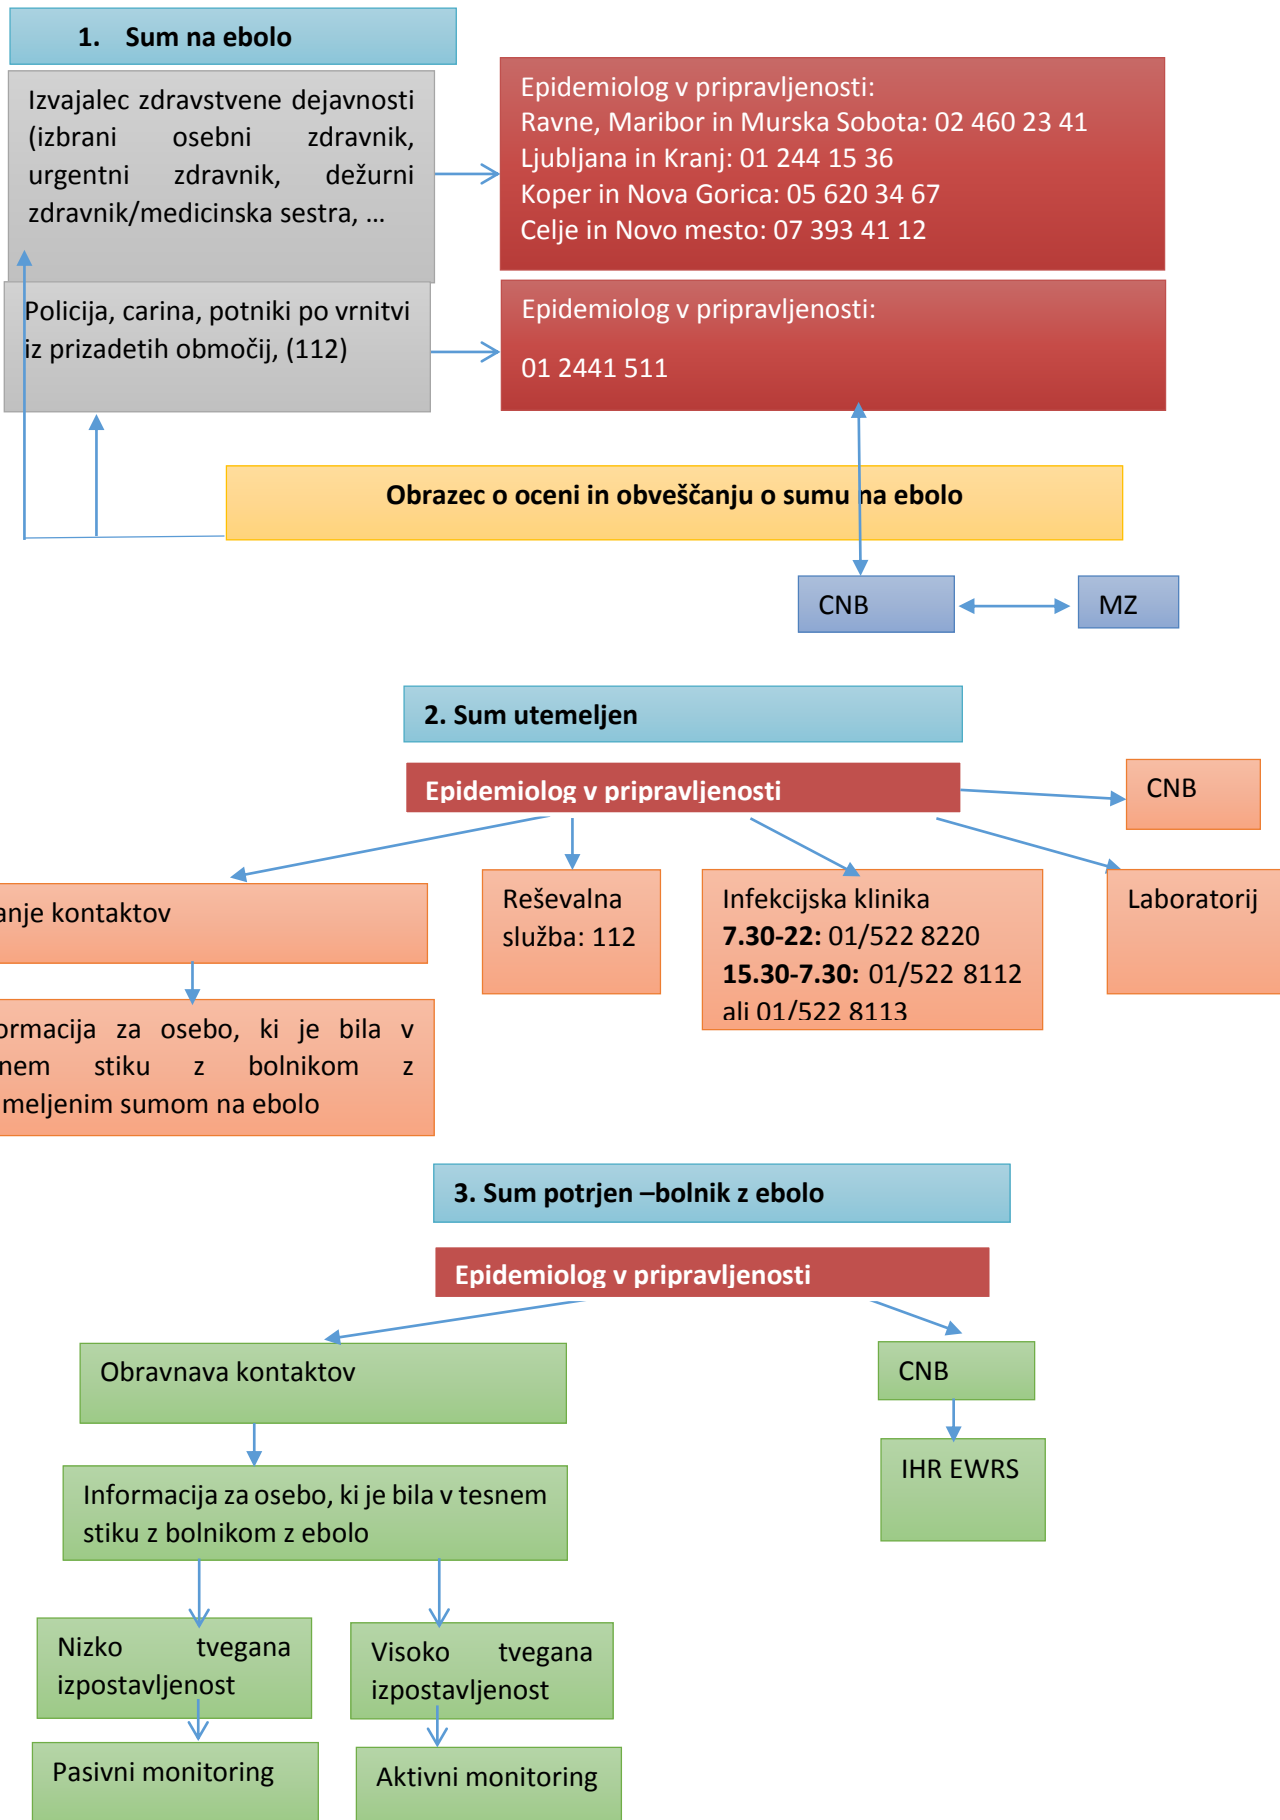 1. Sum na ebolo
Izvajalec zdravstvene dejavnosti
(izbrani osebni zdravnik,
urgentni zdravnik, dežurni
zdravnik/medicinska sestra, …
Epidemiolog v pripravljenosti:
Ravne, Maribor in Murska Sobota: 02 460 23 41
Ljubljana in Kranj: 01 244 15 36
Koper in Nova Gorica: 05 620 34 67
Celje in Novo mesto: 07 393 41 12
Policija, carina, potniki po vrnitvi
iz prizadetih območij, (112)
Epidemiolog v pripravljenosti:
01 2441 511
Obrazec o oceni in obveščanju o sumu na ebolo
CNB
MZ
2. Sum utemeljen
Epidemiolog v pripravljenosti
CNB
kontaktov
Reševalna
služba: 112
Infekcijska klinika
7.30-22: 01/522 8220
15.30-7.30: 01/522 8112
ali 01/522 8113
Laboratorij
za osebo, ki je bila v
stiku z bolnikom z
sumom na ebolo
3. Sum potrjen –bolnik z ebolo
Epidemiolog v pripravljenosti
Obravnava kontaktov
CNB
Informacija za osebo, ki je bila v tesnem
stiku z bolnikom z ebolo
IHR EWRS
Nizko tvegana
izpostavljenost
Visoko tvegana
izpostavljenost
Pasivni monitoring
Aktivni monitoring